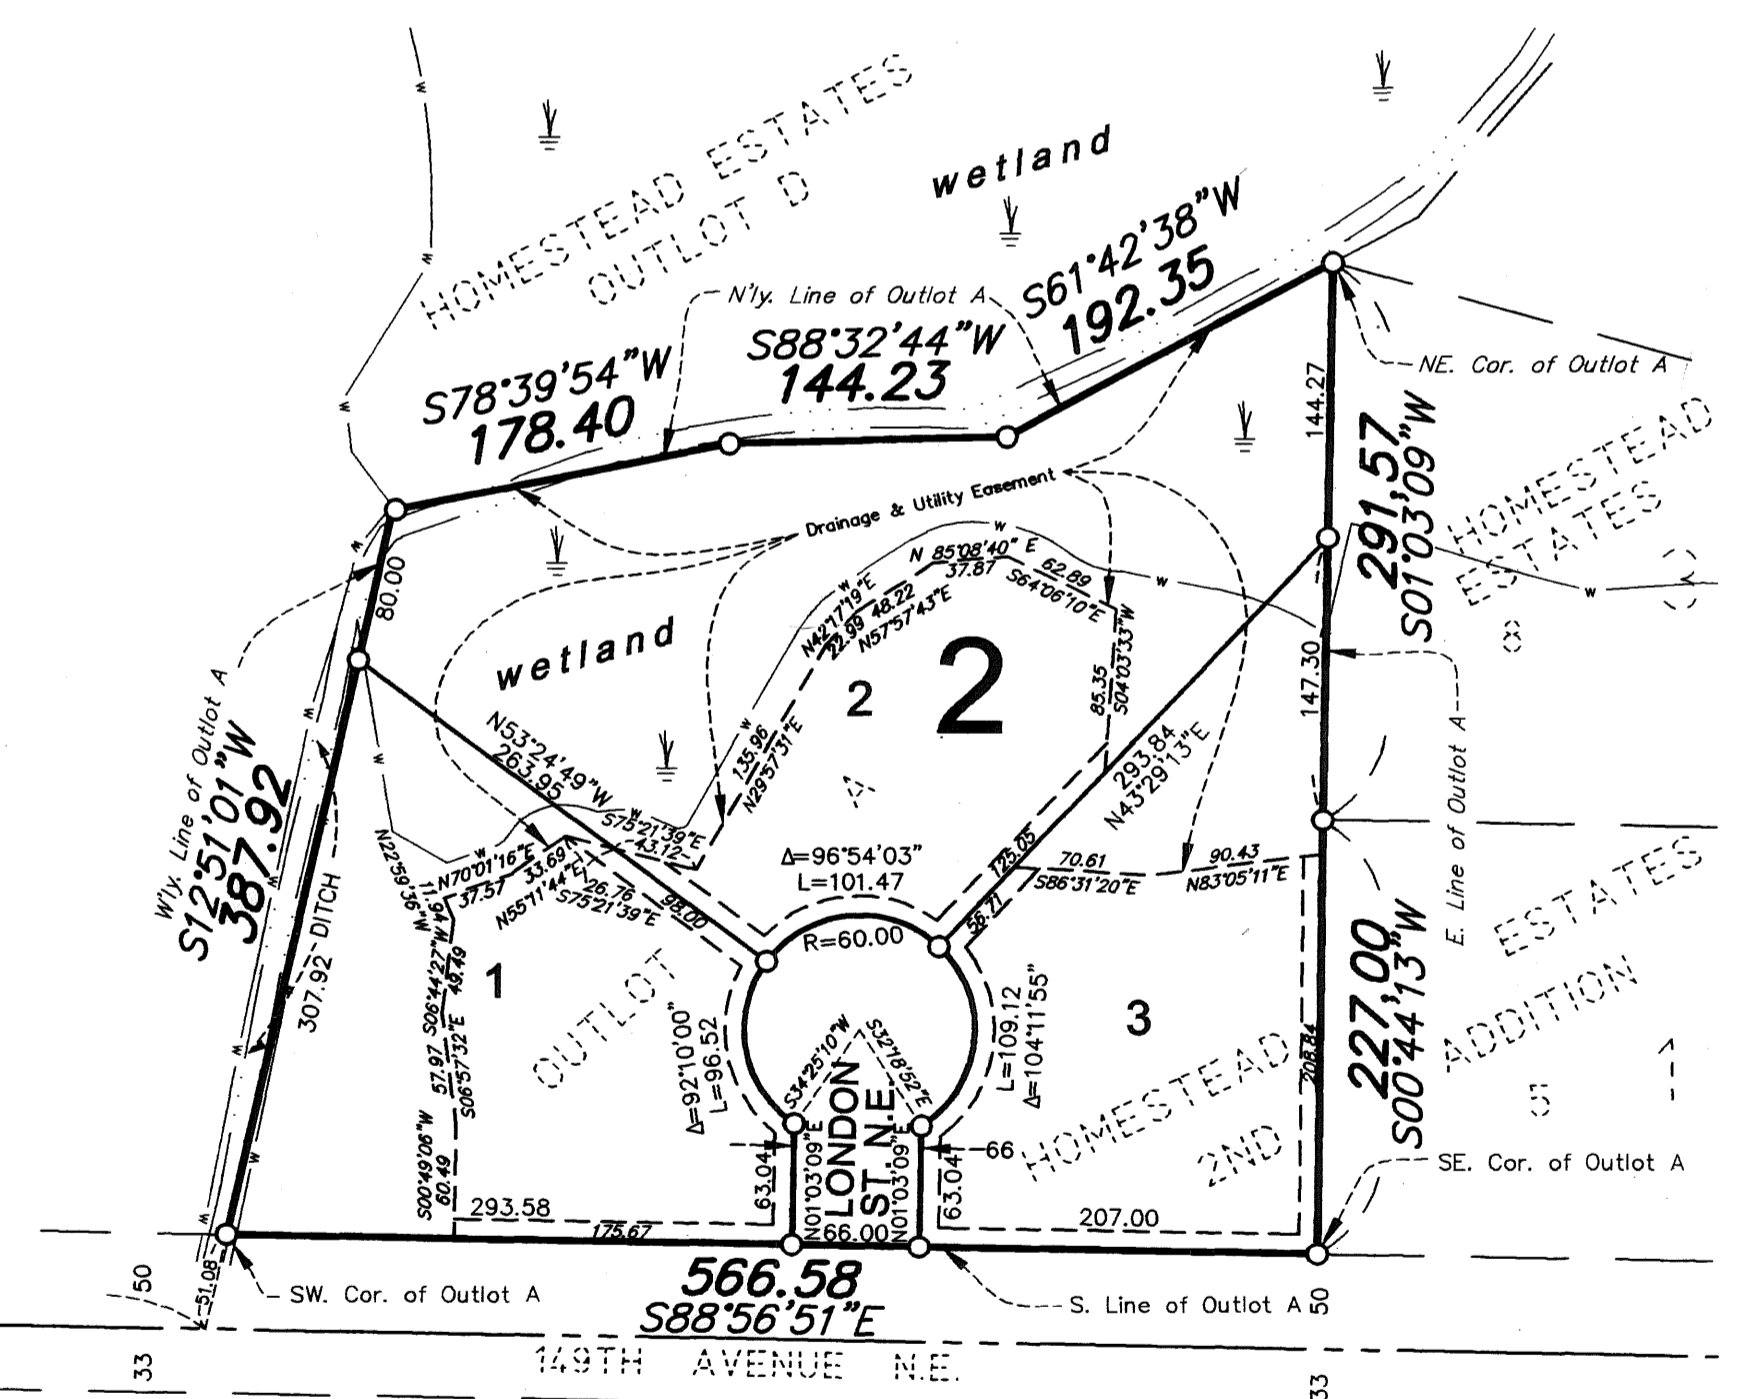 HOMESTEAD ESTATES
OUTLOT D
wetland
N'ly. Line of Outlot A
S61°42'38"W
192.35
S88°32'44"W
144.23
S78°39'54"W
178.40
NE. Cor. of Outlot A
144.27
291.57
S01°03'09"W
HOMESTEAD
ESTATES
3
8
Drainage & Utility Easement
80.00
wetland
N 85°08'40" E
37.87
62.89
S64°06'10"E
N42°17'19"E
22.99
48.22
N57°57'43"E
85.35
S04°03'33"W
2
2
A
135.96
N29°57'31"E
147.30
293.84
N43°29'13"E
E. Line of Outlot A
W'ly. Line of Outlot A
S12°51'01"W
387.92
N53°24'49"W
263.95
S75°21'39"E
43.12
N22°59'36"W
11.94
N70°01'16"E
37.57
33.69
N55°11'44"E
26.76
S75°21'39"E
98.00
Δ=96°54'03"
L=101.47
R=60.00
125.05
56.71
70.61
S86°31'20"E
90.43
N83°05'11"E
DITCH
307.92
1
OUTLOT
S06°44'27"W
49.49
57.97
S06°57'32"E
S00°49'06"W
60.49
Δ=92°10'00"
L=96.52
S34°25'10"W
S32°18'52"E
L=109.12
Δ=104°11'55"
3
208.84
227.00
S00°44'13"W
HOMESTEAD ESTATES
2ND ADDITION
5
1
LONDON
ST. N.E.
N01°03'09"E
N01°03'09"E
63.04
63.04
66
66.00
293.58
175.67
207.00
SE. Cor. of Outlot A
SW. Cor. of Outlot A
S. Line of Outlot A
566.58
S88°56'51"E
50
51.08
50
149TH AVENUE N.E.
33
33
W